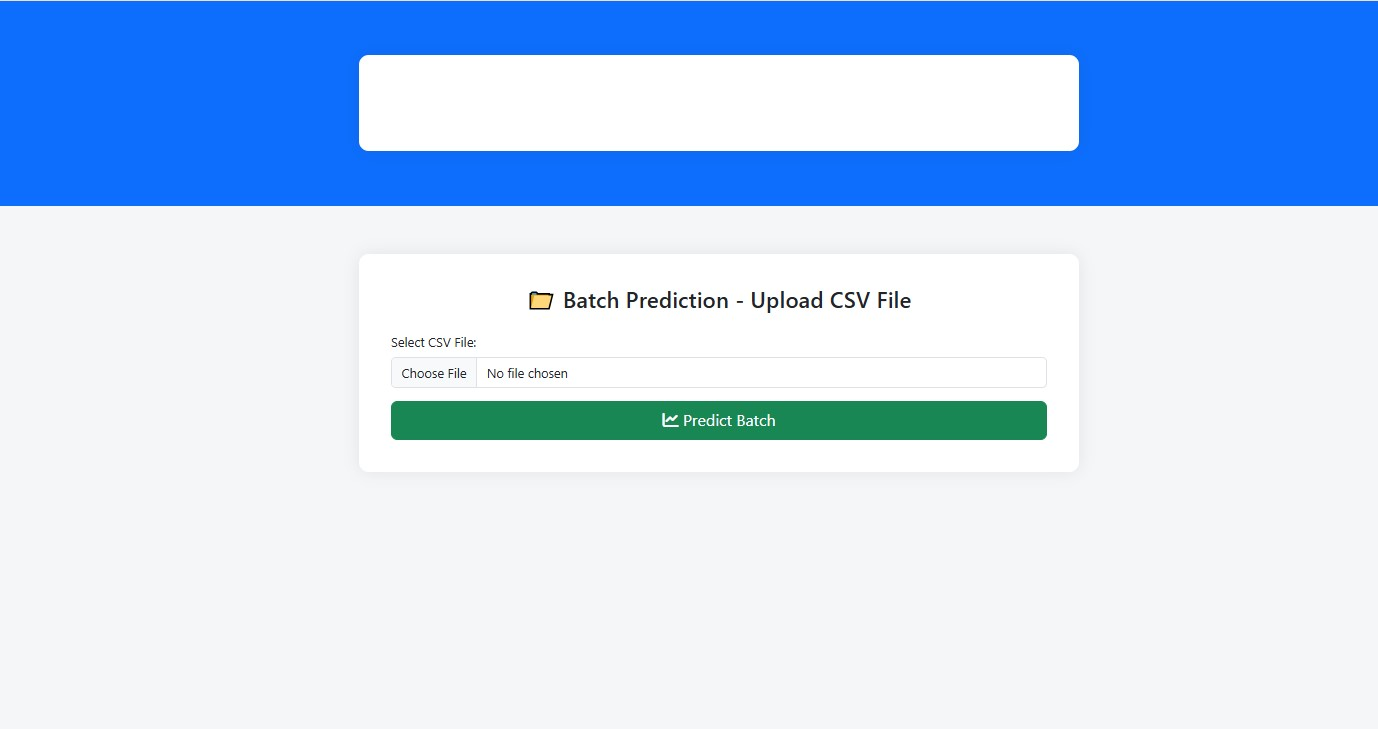 Batch Prediction - Upload CSV File
Select CSV File:
Choose File No file chosen
Predict Batch